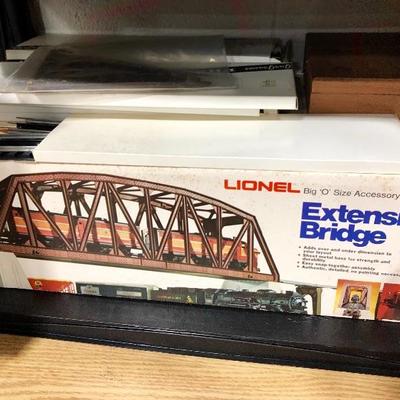 LIONEL Big 'O' Size Accessory
Extensi
Bridge
• Adds over and under dimension to
your layout
• Sheet metal base for strength and
durability
• Easy snap-together assembly
• Authentic, detailed no painting necess